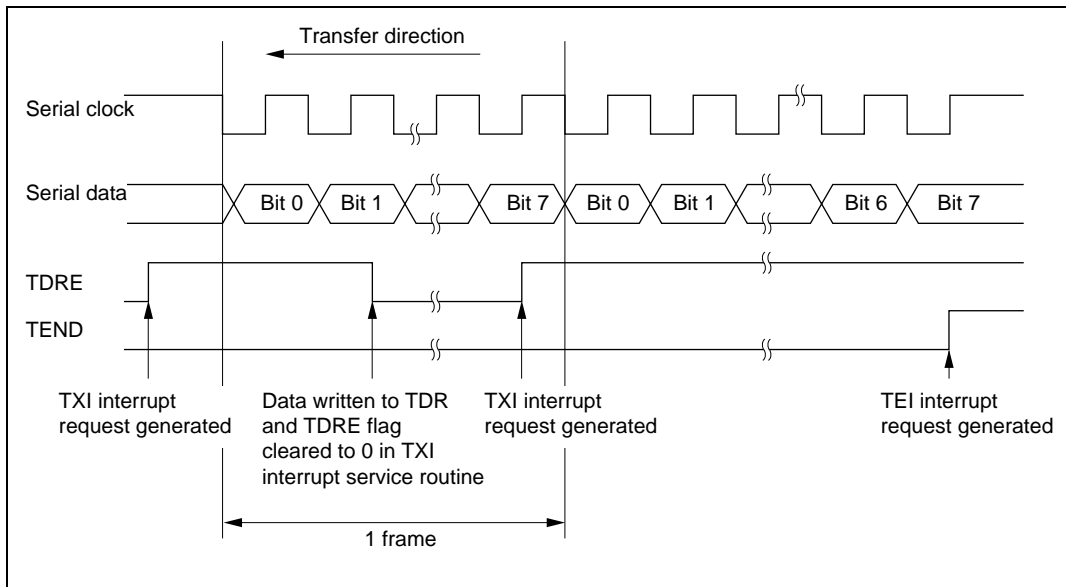 Transfer direction
Serial clock
Serial data
Bit 0 Bit 1 Bit 7 Bit 0 Bit 1 Bit 6 Bit 7
TDRE
TEND
TXI interrupt
request generated
Data written to TDR
and TDRE flag
cleared to 0 in TXI
interrupt service routine
TXI interrupt
request generated
TEI interrupt
request generated
1 frame